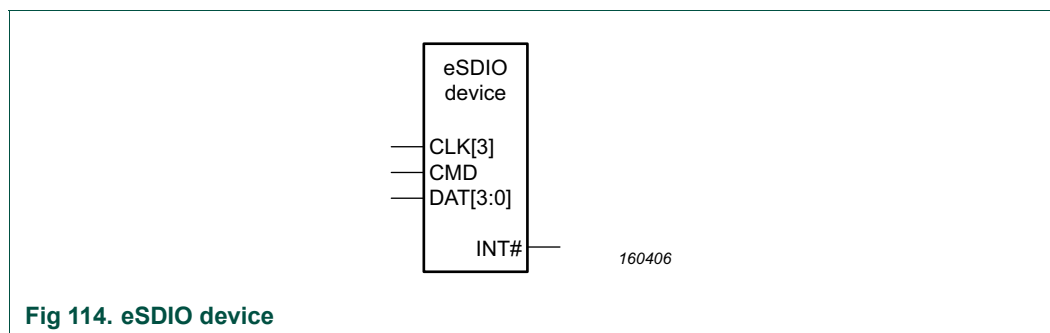 eSDIO
device
CLK[3]
CMD
DAT[3:0]
INT#
160406
Fig 114. eSDIO device